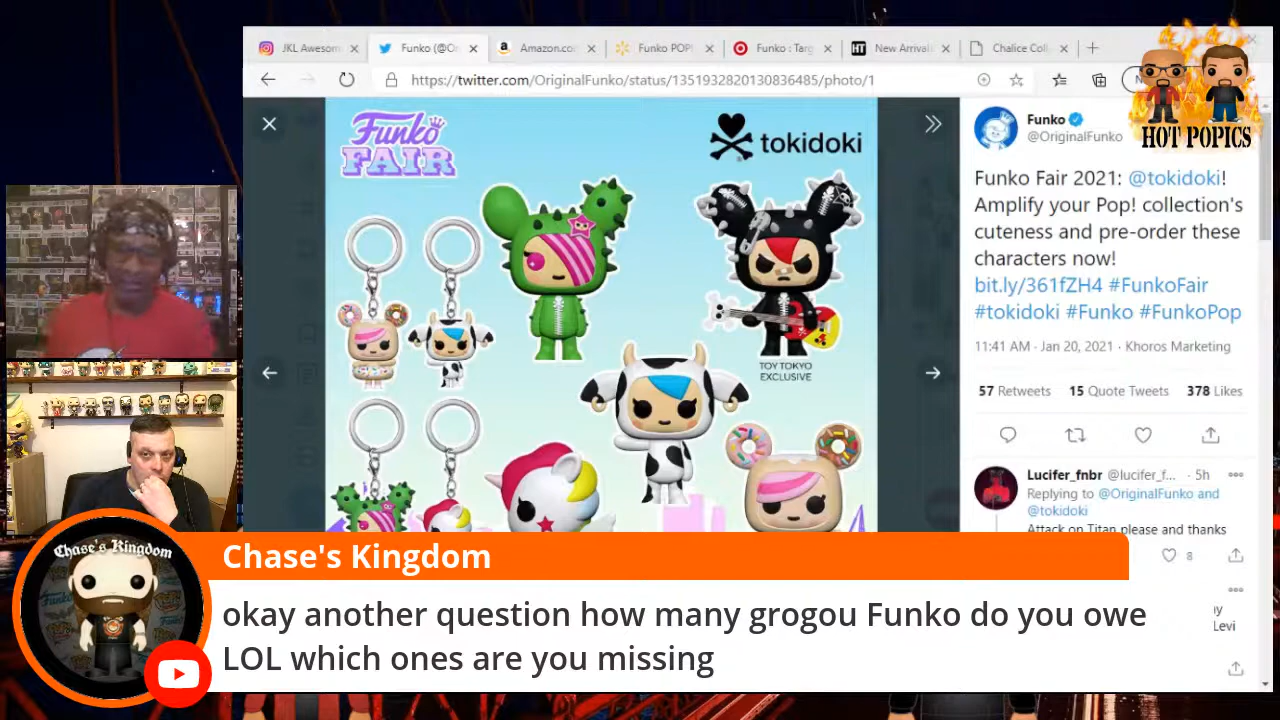 JKL Awesom
Funko (@Or
Amazon.co
Funko POP!
Funko : Targ
HT
New Arrival
Chalice Coll
https://twitter.com/OriginalFunko/status/1351932820130836485/photo/1
HOT POPICS
Funko FAIR
tokidoki
TOY TOKYO
EXCLUSIVE
Funko
@OriginalFunko
Funko Fair 2021: @tokidoki!
Amplify your Pop! collection's
cuteness and pre-order these
characters now!
bit.ly/361fZH4 #FunkoFair
#tokidoki #Funko #FunkoPop
11:41 AM · Jan 20, 2021 · Khoros Marketing
57 Retweets 15 Quote Tweets 378 Likes
Lucifer_fnbr @lucifer_f... · 5h
Replying to @OriginalFunko and
@tokidoki
Attack on Titan please and thanks
8
Levi
Chase's Kingdom
Chase's Kingdom
okay another question how many grogou Funko do you owe
LOL which ones are you missing